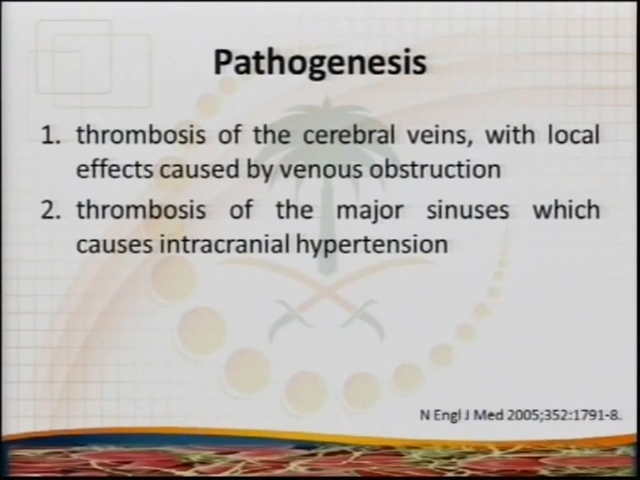 Pathogenesis
1. thrombosis of the cerebral veins, with local
effects caused by venous obstruction
2. thrombosis of the major sinuses which
causes intracranial hypertension
N Engl J Med 2005;352:1791-8.